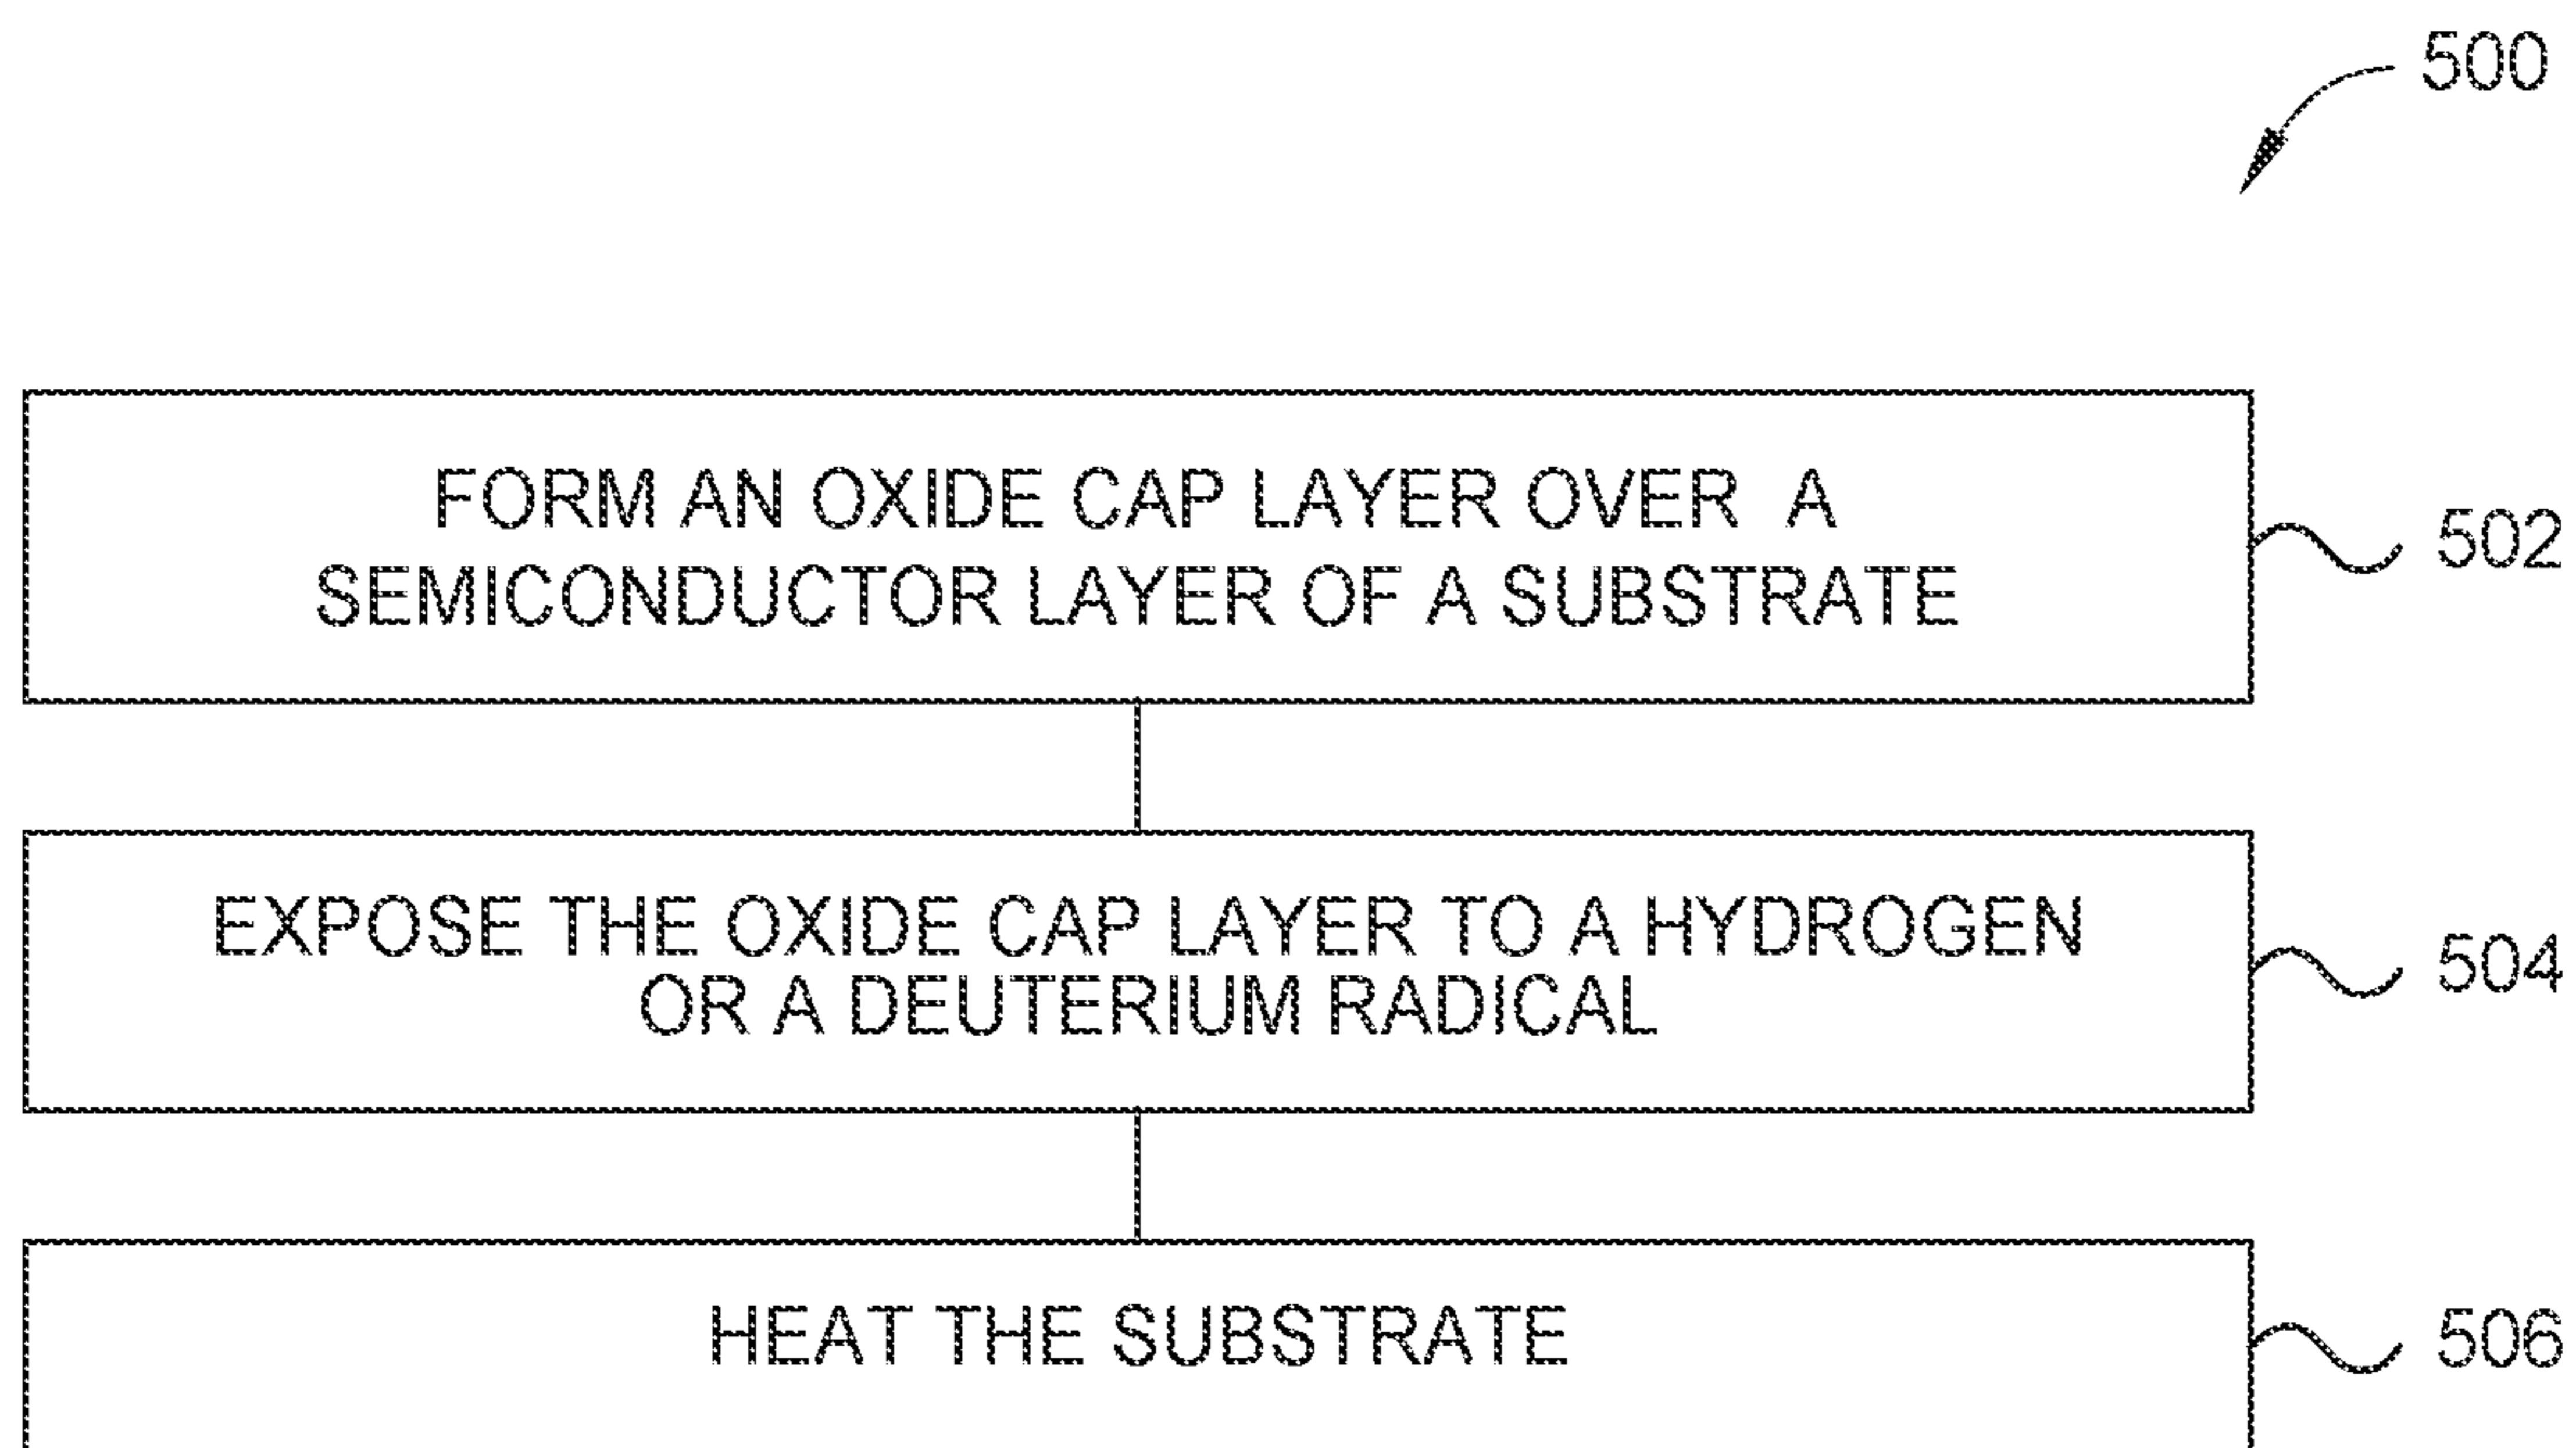 500
FORM AN OXIDE CAP LAYER OVER A
SEMICONDUCTOR LAYER OF A SUBSTRATE
502
EXPOSE THE OXIDE CAP LAYER TO A HYDROGEN
OR A DEUTERIUM RADICAL
504
HEAT THE SUBSTRATE
506